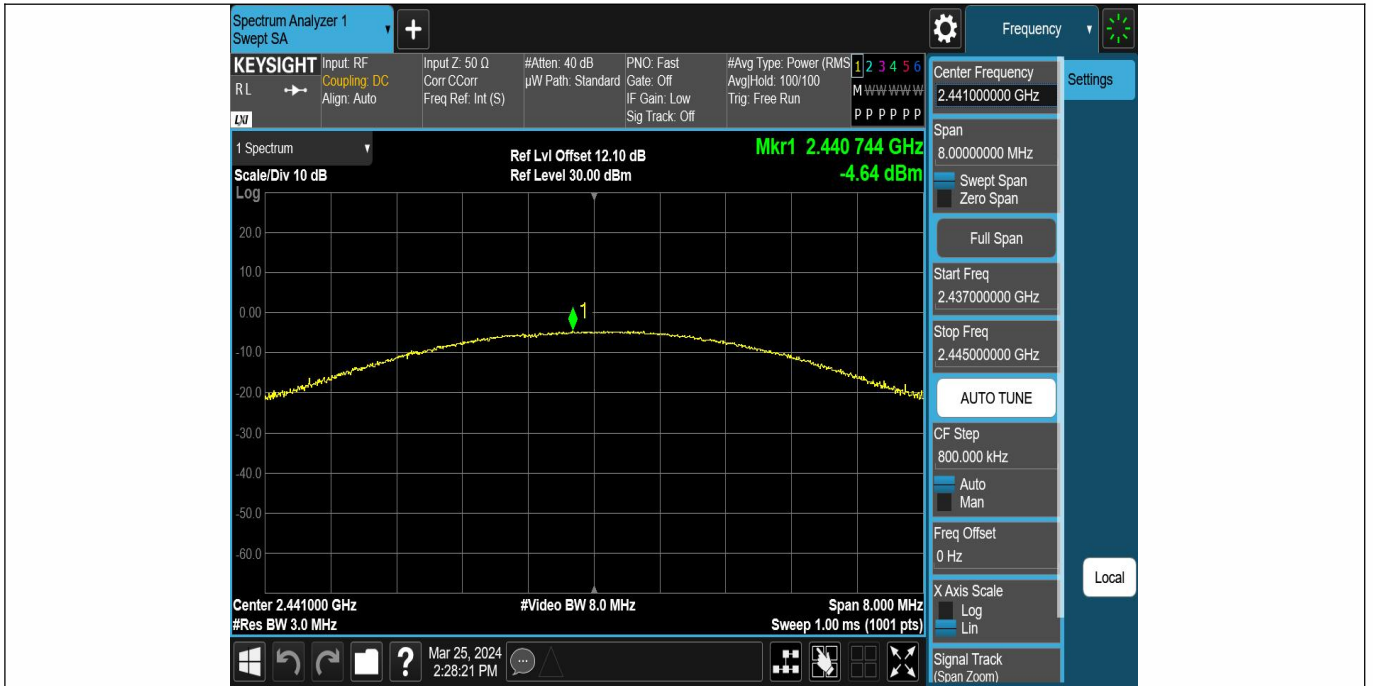 Spectrum Analyzer 1
Swept SA
+
Frequency
KEYSIGHT
R L
LXI
Input: RF
Coupling: DC
Align: Auto
Input Z: 50 Ω
Corr CCorr
Freq Ref: Int (S)
#Atten: 40 dB
µW Path: Standard
PNO: Fast
Gate: Off
IF Gain: Low
Sig Track: Off
#Avg Type: Power (RMS
Avg|Hold: 100/100
Trig: Free Run
1 2 3 4 5 6
M W W W W W
P P P P P P
1 Spectrum
Scale/Div 10 dB
Ref Lvl Offset 12.10 dB
Ref Level 30.00 dBm
Mkr1 2.440 744 GHz
-4.64 dBm
Log
20.0
10.0
0.00
-10.0
-20.0
-30.0
-40.0
-50.0
-60.0
1
Center 2.441000 GHz
#Video BW 8.0 MHz
Span 8.000 MHz
#Res BW 3.0 MHz
Sweep 1.00 ms (1001 pts)
Mar 25, 2024
2:28:21 PM
?
Center Frequency
2.441000000 GHz
Settings
Span
8.00000000 MHz
Swept Span
Zero Span
Full Span
Start Freq
2.437000000 GHz
Stop Freq
2.445000000 GHz
AUTO TUNE
CF Step
800.000 kHz
Auto
Man
Freq Offset
0 Hz
X Axis Scale
Log
Lin
Local
Signal Track
(Span Zoom)